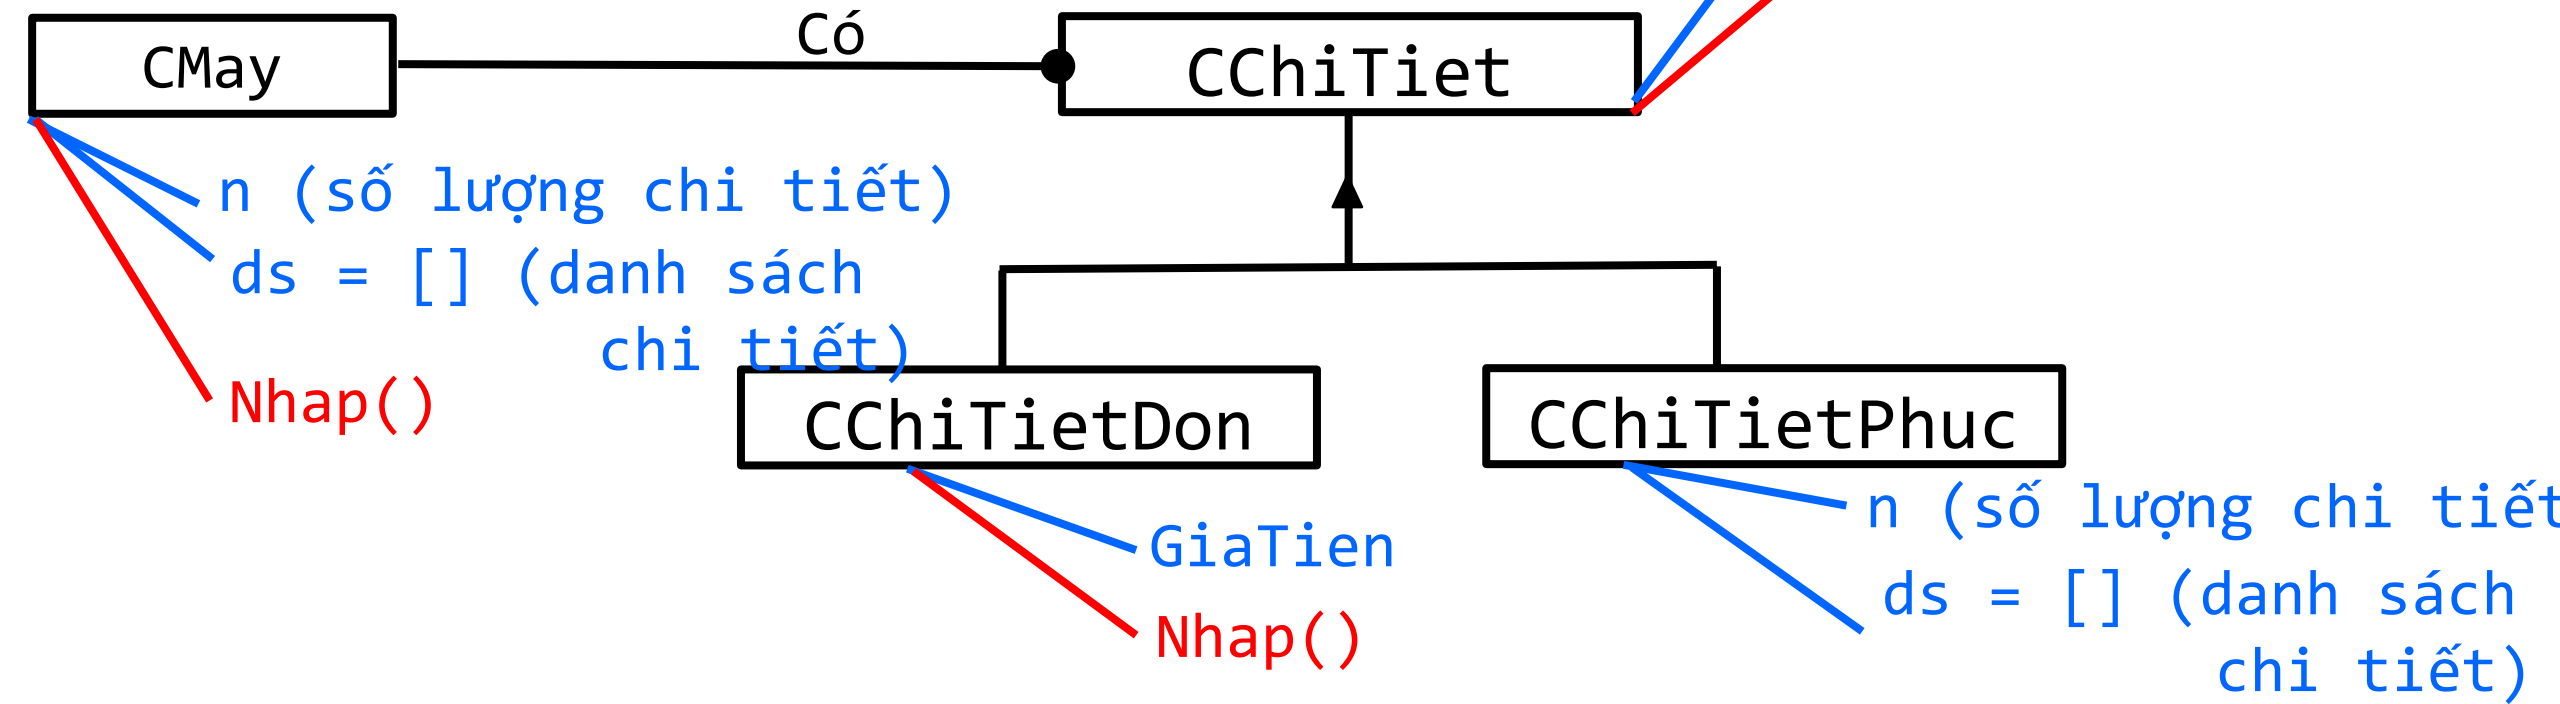 Có
CMay
CChiTiet
n (số lượng chi tiết)
ds = [] (danh sách
chi tiết)
Nhap()
CChiTietDon
CChiTietPhuc
n (số lượng chi tiết
GiaTien
ds = [] (danh sách
Nhap()
chi tiết)